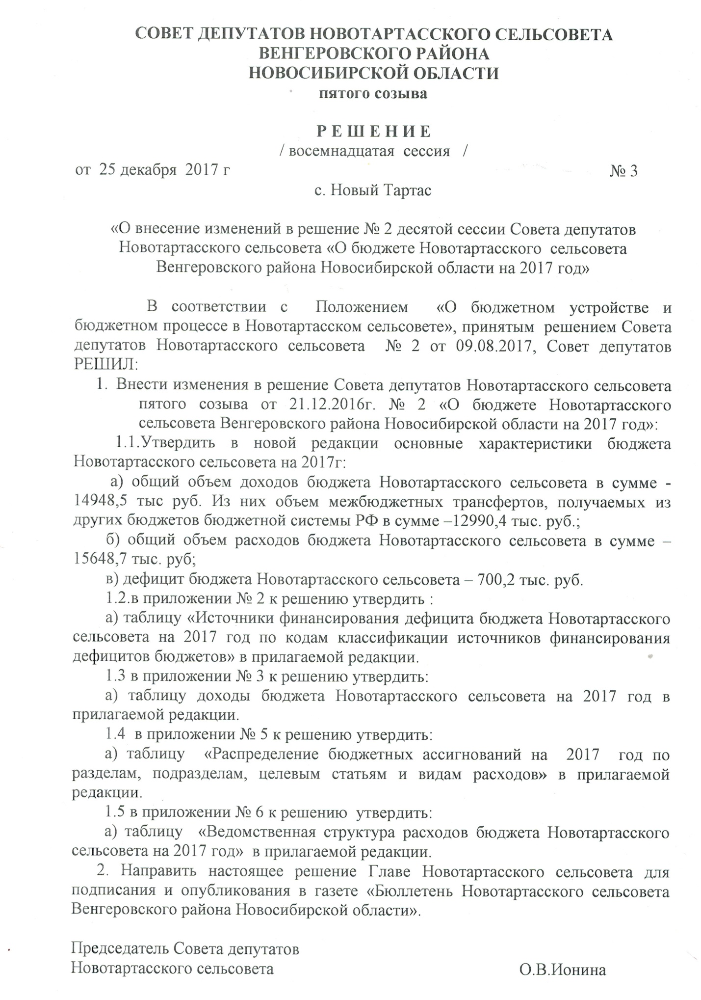 СОВЕТ ДЕПУТАТОВ НОВОТАРТАССКОГО СЕЛЬСОВЕТА
ВЕНГЕРОВСКОГО РАЙОНА
НОВОСИБИРСКОЙ ОБЛАСТИ
пятого созыва
Р Е Ш Е Н И Е
/ восемнадцатая сессия /
от 25 декабря 2017 г № 3
с. Новый Тартас
«О внесение изменений в решение № 2 десятой сессии Совета депутатов
Новотартасского сельсовета «О бюджете Новотартасского сельсовета
Венгеровского района Новосибирской области на 2017 год»
В соответствии с Положением «О бюджетном устройстве и
бюджетном процессе в Новотартасском сельсовете», принятым решением Совета
депутатов Новотартасского сельсовета № 2 от 09.08.2017, Совет депутатов
РЕШИЛ:
1. Внести изменения в решение Совета депутатов Новотартасского сельсовета
пятого созыва от 21.12.2016г. № 2 «О бюджете Новотартасского
сельсовета Венгеровского района Новосибирской области на 2017 год»:
1.1.Утвердить в новой редакции основные характеристики бюджета
Новотартасского сельсовета на 2017г:
а) общий объем доходов бюджета Новотартасского сельсовета в сумме -
14948,5 тыс руб. Из них объем межбюджетных трансфертов, получаемых из
других бюджетов бюджетной системы РФ в сумме –12990,4 тыс. руб.;
б) общий объем расходов бюджета Новотартасского сельсовета в сумме –
15648,7 тыс. руб;
в) дефицит бюджета Новотартасского сельсовета – 700,2 тыс. руб.
1.2.в приложении № 2 к решению утвердить :
а) таблицу «Источники финансирования дефицита бюджета Новотартасского
сельсовета на 2017 год по кодам классификации источников финансирования
дефицитов бюджетов» в прилагаемой редакции.
1.3 в приложении № 3 к решению утвердить:
а) таблицу доходы бюджета Новотартасского сельсовета на 2017 год в
прилагаемой редакции.
1.4 в приложении № 5 к решению утвердить:
а) таблицу «Распределение бюджетных ассигнований на 2017 год по
разделам, подразделам, целевым статьям и видам расходов» в прилагаемой
редакции.
1.5 в приложении № 6 к решению утвердить:
а) таблицу «Ведомственная структура расходов бюджета Новотартасского
сельсовета на 2017 год» в прилагаемой редакции.
2. Направить настоящее решение Главе Новотартасского сельсовета для
подписания и опубликования в газете «Бюллетень Новотартасского сельсовета
Венгеровского района Новосибирской области».
Председатель Совета депутатов
Новотартасского сельсовета О.В.Ионина